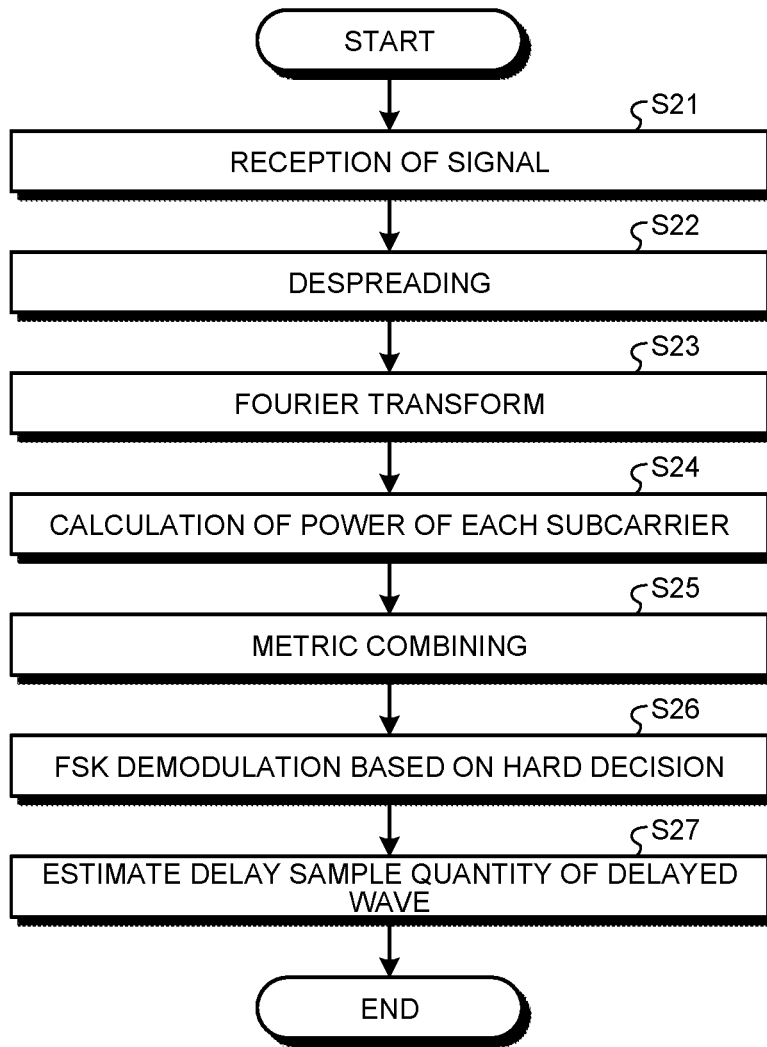 START
S21
RECEPTION OF SIGNAL
S22
DESPREADING
S23
FOURIER TRANSFORM
S24
CALCULATION OF POWER OF EACH SUBCARRIER
S25
METRIC COMBINING
S26
FSK DEMODULATION BASED ON HARD DECISION
S27
ESTIMATE DELAY SAMPLE QUANTITY OF DELAYED
WAVE
END